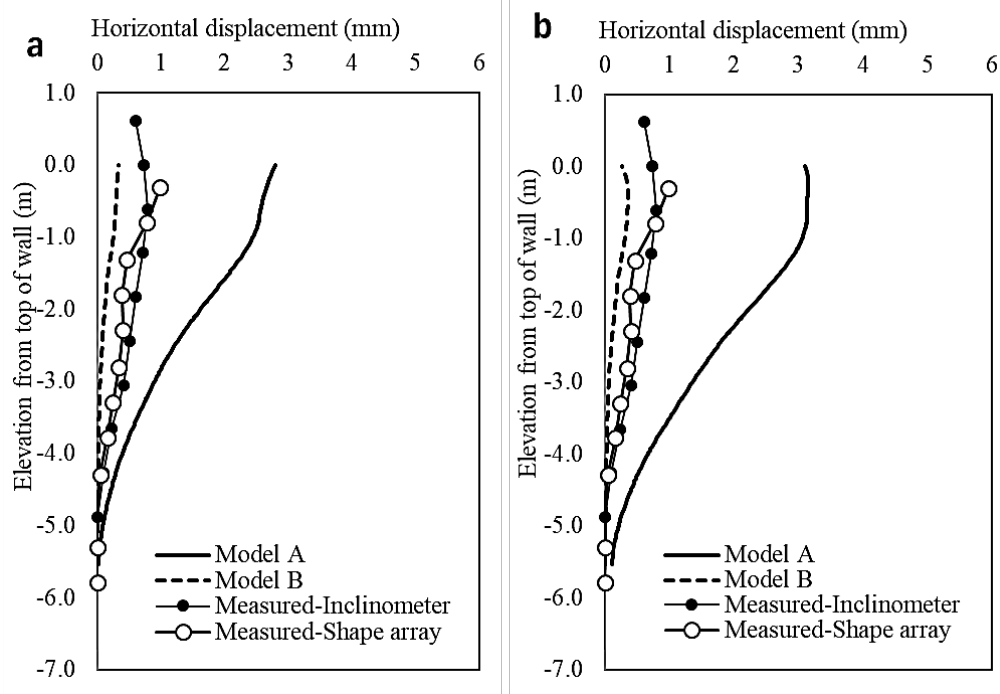 a
Horizontal displacement (mm)
0 1 2 3 4 5 6
1.0
0.0
-1.0
-2.0
-3.0
-4.0
-5.0
-6.0
-7.0
Elevation from top of wall (m)
Model A
Model B
Measured-Inclinometer
Measured-Shape array
b
Horizontal displacement (mm)
0 1 2 3 4 5 6
1.0
0.0
-1.0
-2.0
-3.0
-4.0
-5.0
-6.0
-7.0
Elevation from top of wall (m)
Model A
Model B
Measured-Inclinometer
Measured-Shape array